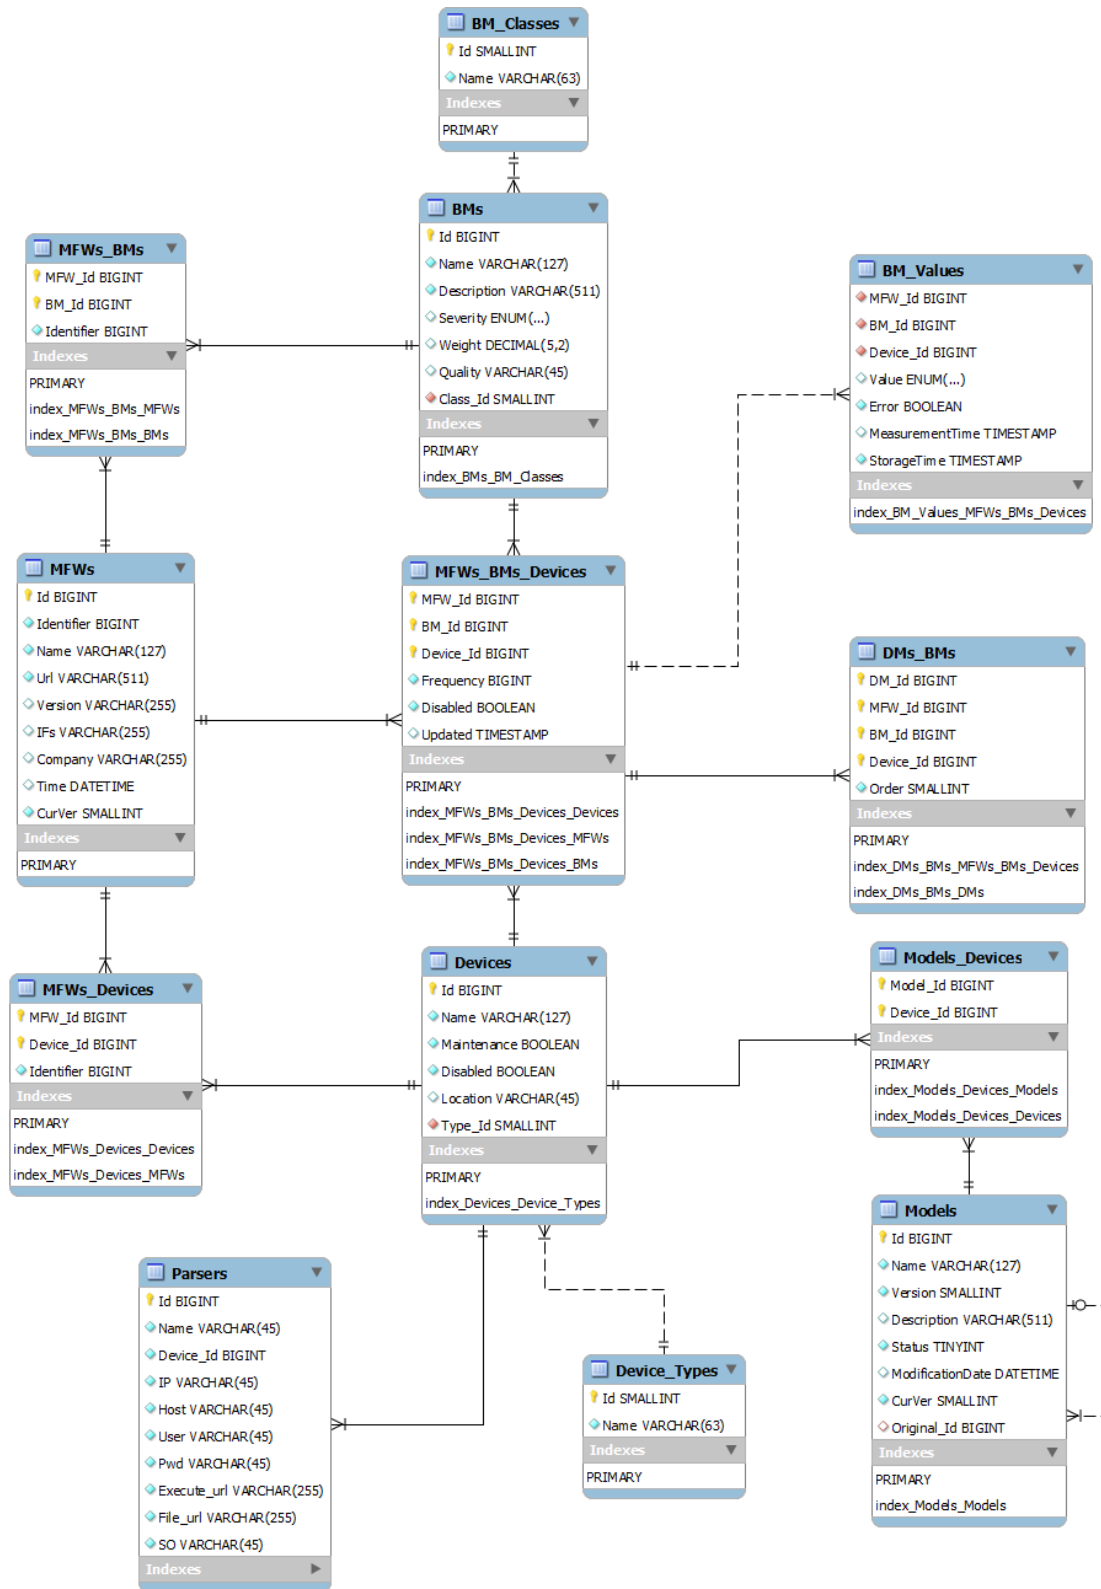 BM_Classes
Id SMALLINT
Name VARCHAR(63)
Indexes
PRIMARY
BMs
Id BIGINT
Name VARCHAR(127)
Description VARCHAR(511)
Severity ENUM(...)
Weight DECIMAL(5,2)
Quality VARCHAR(45)
Class_Id SMALLINT
Indexes
PRIMARY
index_BMs_BM_Classes
MFWs_BMs
MFW_Id BIGINT
BM_Id BIGINT
Identifier BIGINT
Indexes
PRIMARY
index_MFWs_BMs_MFWs
index_MFWs_BMs_BMs
BM_Values
MFW_Id BIGINT
BM_Id BIGINT
Device_Id BIGINT
Value ENUM(...)
Error BOOLEAN
MeasurementTime TIMESTAMP
StorageTime TIMESTAMP
Indexes
index_BM_Values_MFWs_BMs_Devices
MFWs
Id BIGINT
Identifier BIGINT
Name VARCHAR(127)
Url VARCHAR(511)
Version VARCHAR(255)
IFs VARCHAR(255)
Company VARCHAR(255)
Time DATETIME
CurVer SMALLINT
Indexes
PRIMARY
MFWs_BMs_Devices
MFW_Id BIGINT
BM_Id BIGINT
Device_Id BIGINT
Frequency BIGINT
Disabled BOOLEAN
Updated TIMESTAMP
Indexes
PRIMARY
index_MFWs_BMs_Devices_Devices
index_MFWs_BMs_Devices_MFWs
index_MFWs_BMs_Devices_BMs
DMs_BMs
DM_Id BIGINT
MFW_Id BIGINT
BM_Id BIGINT
Device_Id BIGINT
Order SMALLINT
Indexes
PRIMARY
index_DMs_BMs_MFWs_BMs_Devices
index_DMs_BMs_DMs
MFWs_Devices
MFW_Id BIGINT
Device_Id BIGINT
Identifier BIGINT
Indexes
PRIMARY
index_MFWs_Devices_Devices
index_MFWs_Devices_MFWs
Devices
Id BIGINT
Name VARCHAR(127)
Maintenance BOOLEAN
Disabled BOOLEAN
Location VARCHAR(45)
Type_Id SMALLINT
Indexes
PRIMARY
index_Devices_Device_Types
Models_Devices
Model_Id BIGINT
Device_Id BIGINT
Indexes
PRIMARY
index_Models_Devices_Models
index_Models_Devices_Devices
Models
Id BIGINT
Name VARCHAR(127)
Version SMALLINT
Description VARCHAR(511)
Status TINYINT
ModificationDate DATETIME
CurVer SMALLINT
Original_Id BIGINT
Indexes
PRIMARY
index_Models_Models
Parsers
Id BIGINT
Name VARCHAR(45)
Device_Id BIGINT
IP VARCHAR(45)
Host VARCHAR(45)
User VARCHAR(45)
Pwd VARCHAR(45)
Execute_url VARCHAR(255)
File_url VARCHAR(255)
SO VARCHAR(45)
Indexes
Device_Types
Id SMALLINT
Name VARCHAR(63)
Indexes
PRIMARY